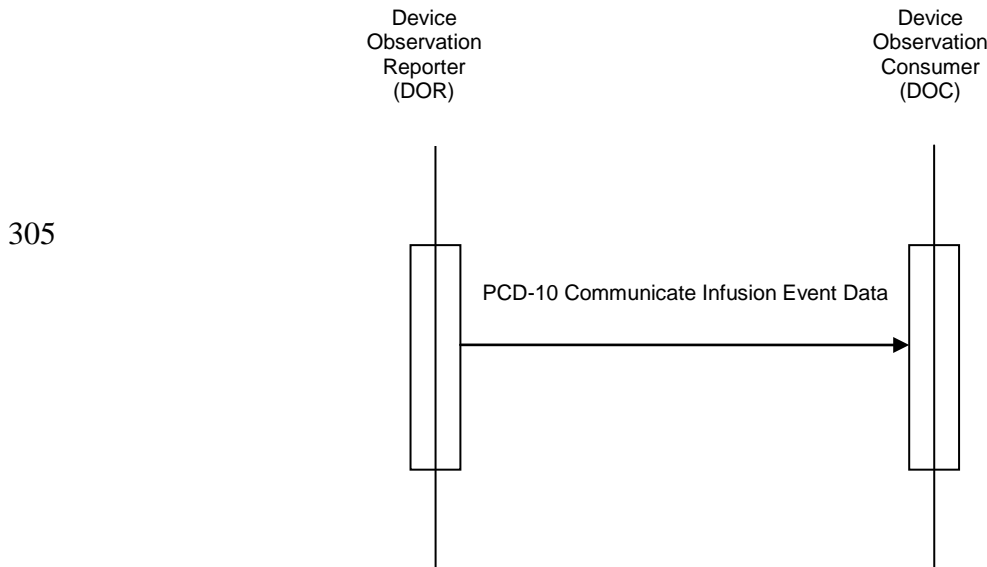 Device
Observation
Reporter
(DOR)
Device
Observation
Consumer
(DOC)
305
PCD-10 Communicate Infusion Event Data